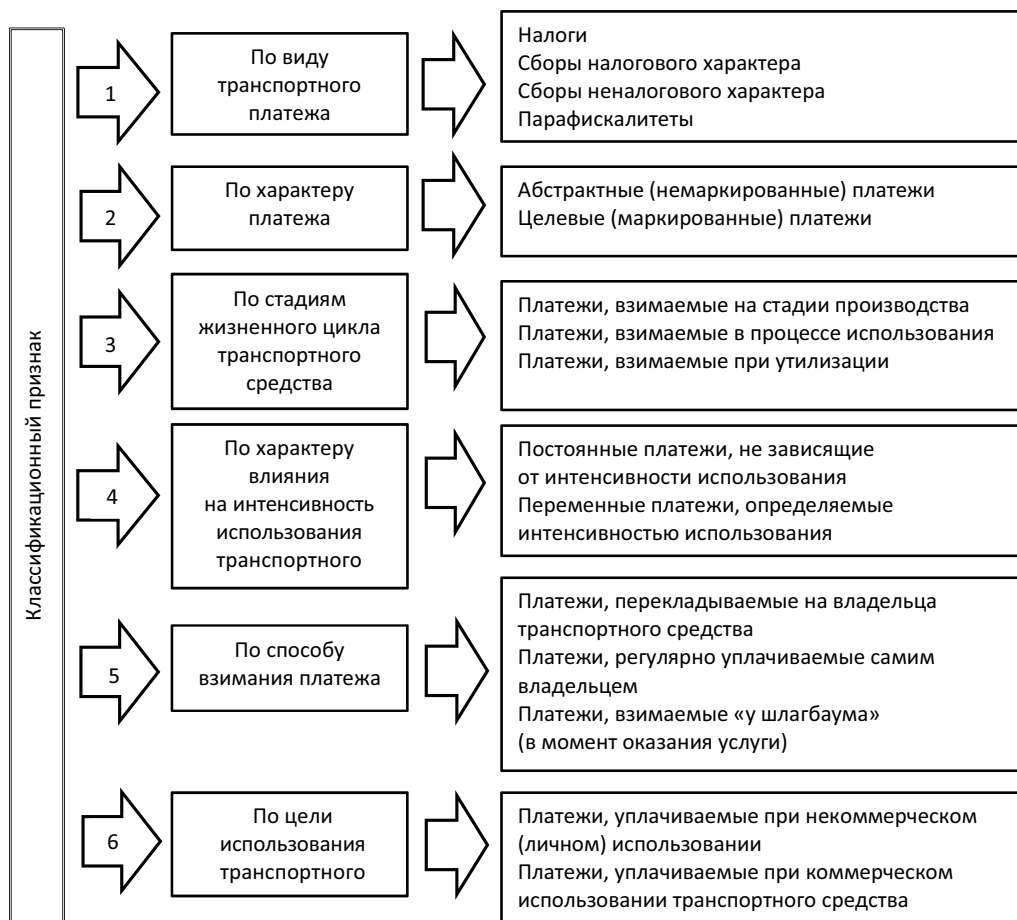 Классификационный признак
1
По виду
транспортного
платежа
Налоги
Сборы налогового характера
Сборы неналогового характера
Парафискалитеты
2
По характеру
платежа
Абстрактные (немаркированные) платежи
Целевые (маркированные) платежи
3
По стадиям
жизненного цикла
транспортного
средства
Платежи, взимаемые на стадии производства
Платежи, взимаемые в процессе использования
Платежи, взимаемые при утилизации
4
По характеру
влияния
на интенсивность
использования
транспортного
Постоянные платежи, не зависящие
от интенсивности использования
Переменные платежи, определяемые
интенсивностью использования
5
По способу
взимания платежа
Платежи, перекладываемые на владельца
транспортного средства
Платежи, регулярно уплачиваемые самим
владельцем
Платежи, взимаемые «у шлагбаума»
(в момент оказания услуги)
6
По цели
использования
транспортного
Платежи, уплачиваемые при некоммерческом
(личном) использовании
Платежи, уплачиваемые при коммерческом
использовании транспортного средства